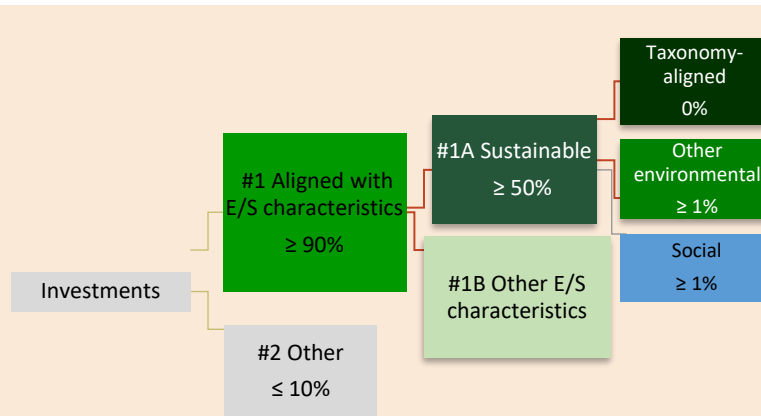 Investments
#1 Aligned with
E/S characteristics
≥ 90%
#2 Other
≤ 10%
#1A Sustainable
≥ 50%
#1B Other E/S
characteristics
Taxonomy-
aligned
0%
Other
environmental
≥ 1%
Social
≥ 1%